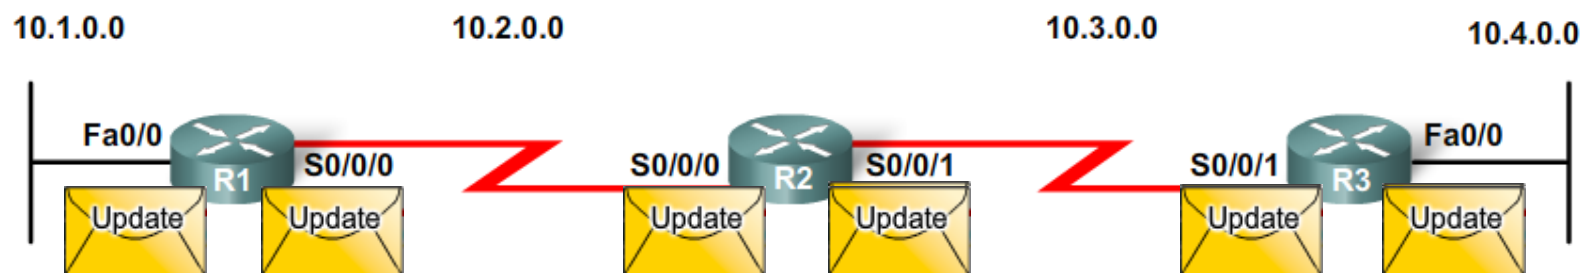 10.1.0.0 10.2.0.0 10.3.0.0 10.4.0.0
Fa0/0 R1 S0/0/0 S0/0/0 R2 S0/0/1 S0/0/1 R3 Fa0/0
Update Update Update Update Update Update